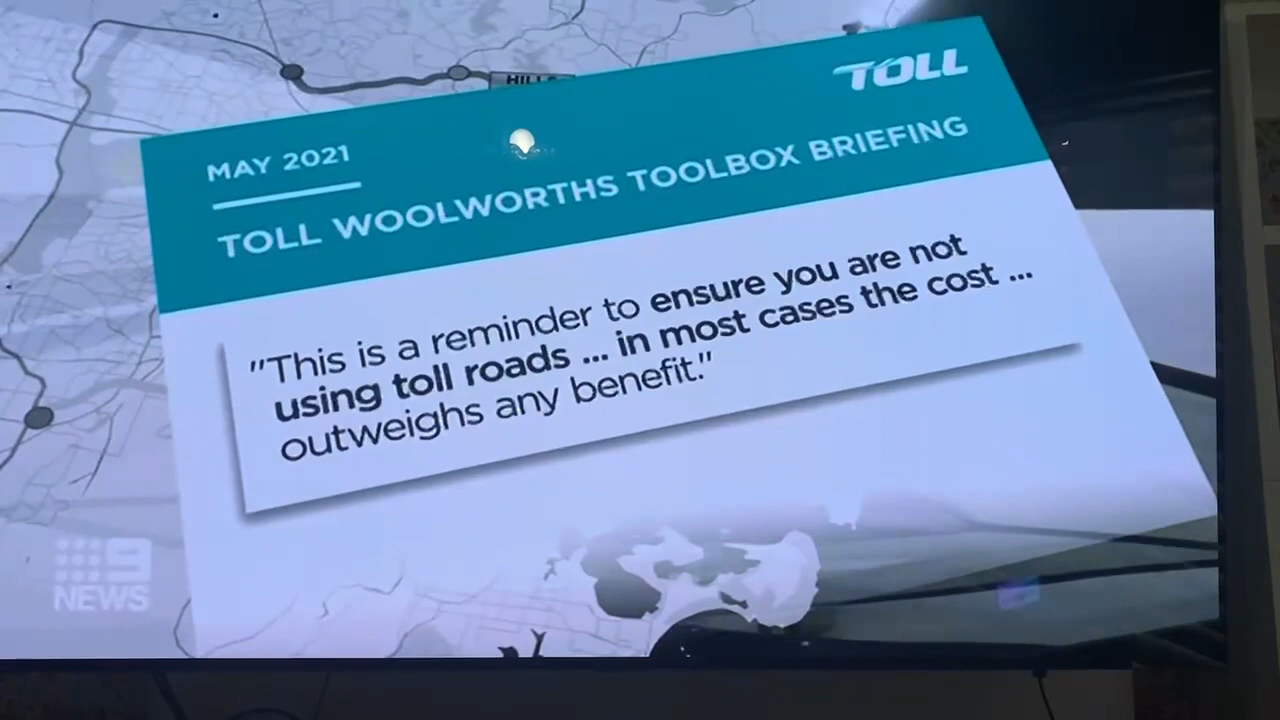 TOLL
MAY 2021
TOLL WOOLWORTHS TOOLBOX BRIEFING
"This is a reminder to ensure you are not
using toll roads ... in most cases the cost ...
outweighs any benefit."
9
NEWS